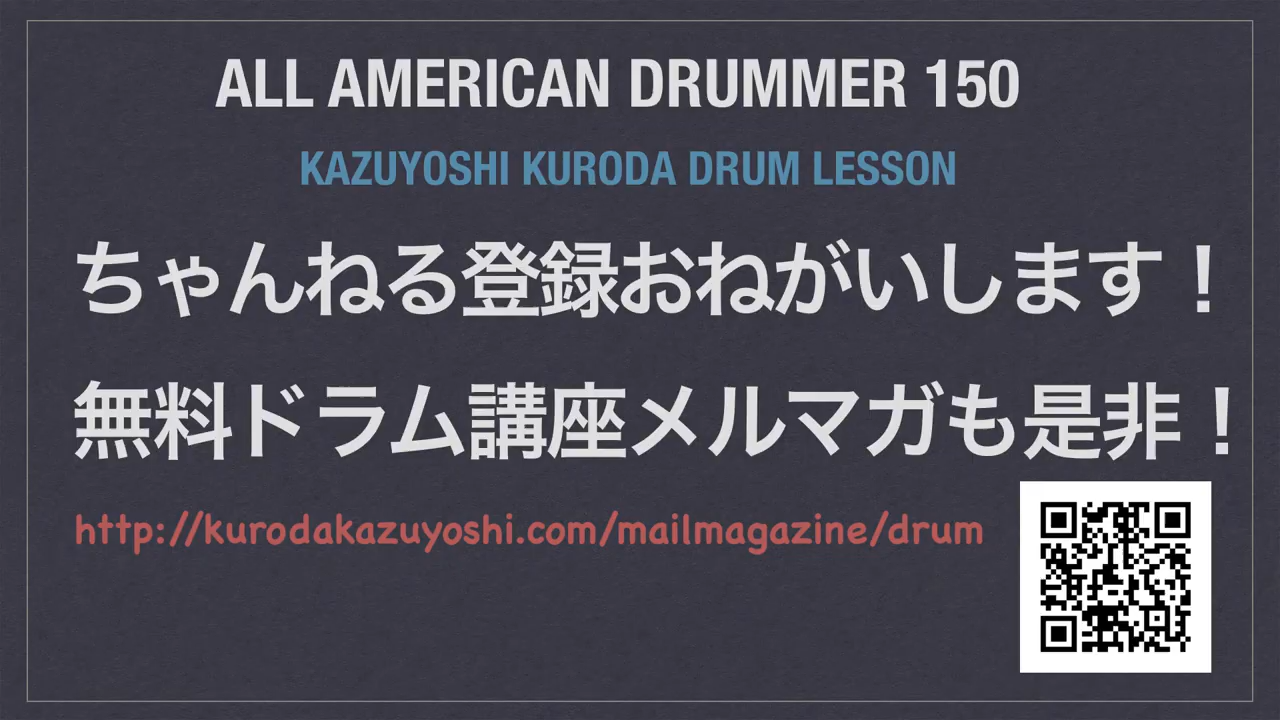 ALL AMERICAN DRUMMER 150
KAZUYOSHI KURODA DRUM LESSON
ちゃんねる登録おねがいします！
無料ドラム講座メルマガも是非！
http://kurodakazuyoshi.com/mailmagazine/drum